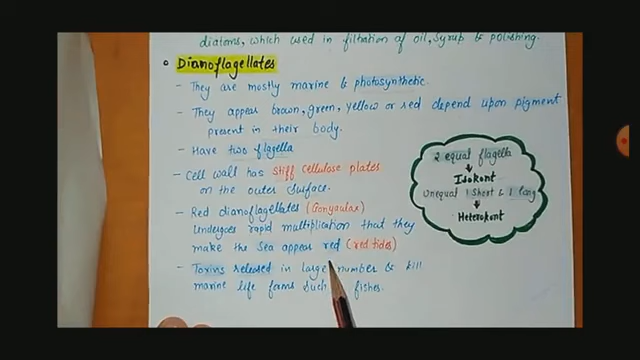 diatoms, which used in filtration of oil, Syrup & polishing.
Dianoflagellates
- They are mostly marine & photosynthetic.
- They appear brown, green, yellow or red depend upon pigment
present in their body.
- Have two flagella
- Cell wall has stiff cellulose plates
on the outer surface.
- Red dianoflagellates (Gonyaulax)
Undergoes rapid multiplication that they
make the Sea appear red (red tides)
- Toxins released in large number & kill
marine life forms such fishes.
2 equal flagella
↓
Isokont
Unequal 1 Short & 1 long
↓
Heterokont